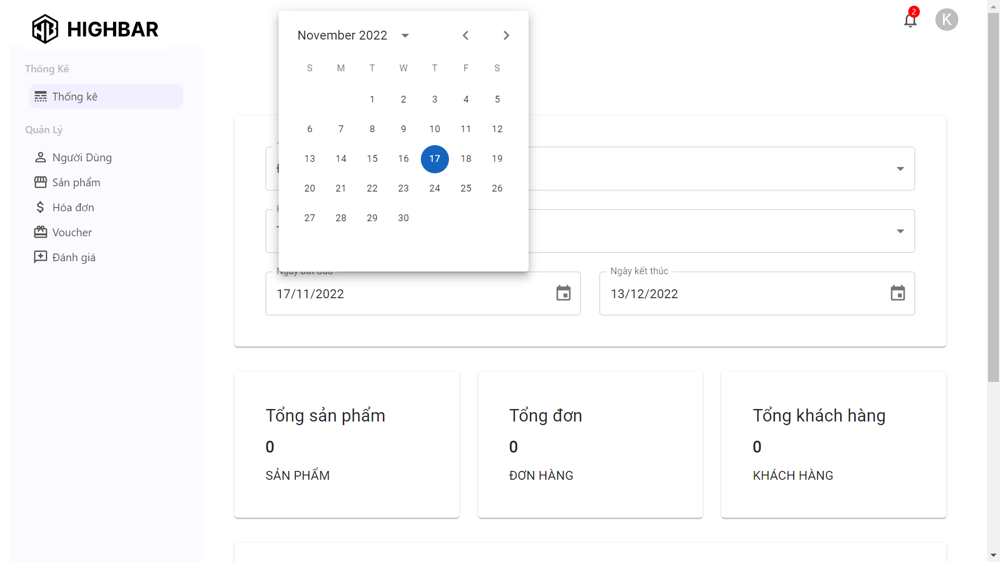 HIGHBAR
2
K
Thống Kê
Thống kê
Quản Lý
Người Dùng
Sản phẩm
Hóa đơn
Voucher
Đánh giá
November 2022
S M T W T F S
1 2 3 4 5
6 7 8 9 10 11 12
13 14 15 16 17 18 19
20 21 22 23 24 25 26
27 28 29 30
17/11/2022
Ngày kết thúc
13/12/2022
Tổng sản phẩm
0
SẢN PHẨM
Tổng đơn
0
ĐƠN HÀNG
Tổng khách hàng
0
KHÁCH HÀNG